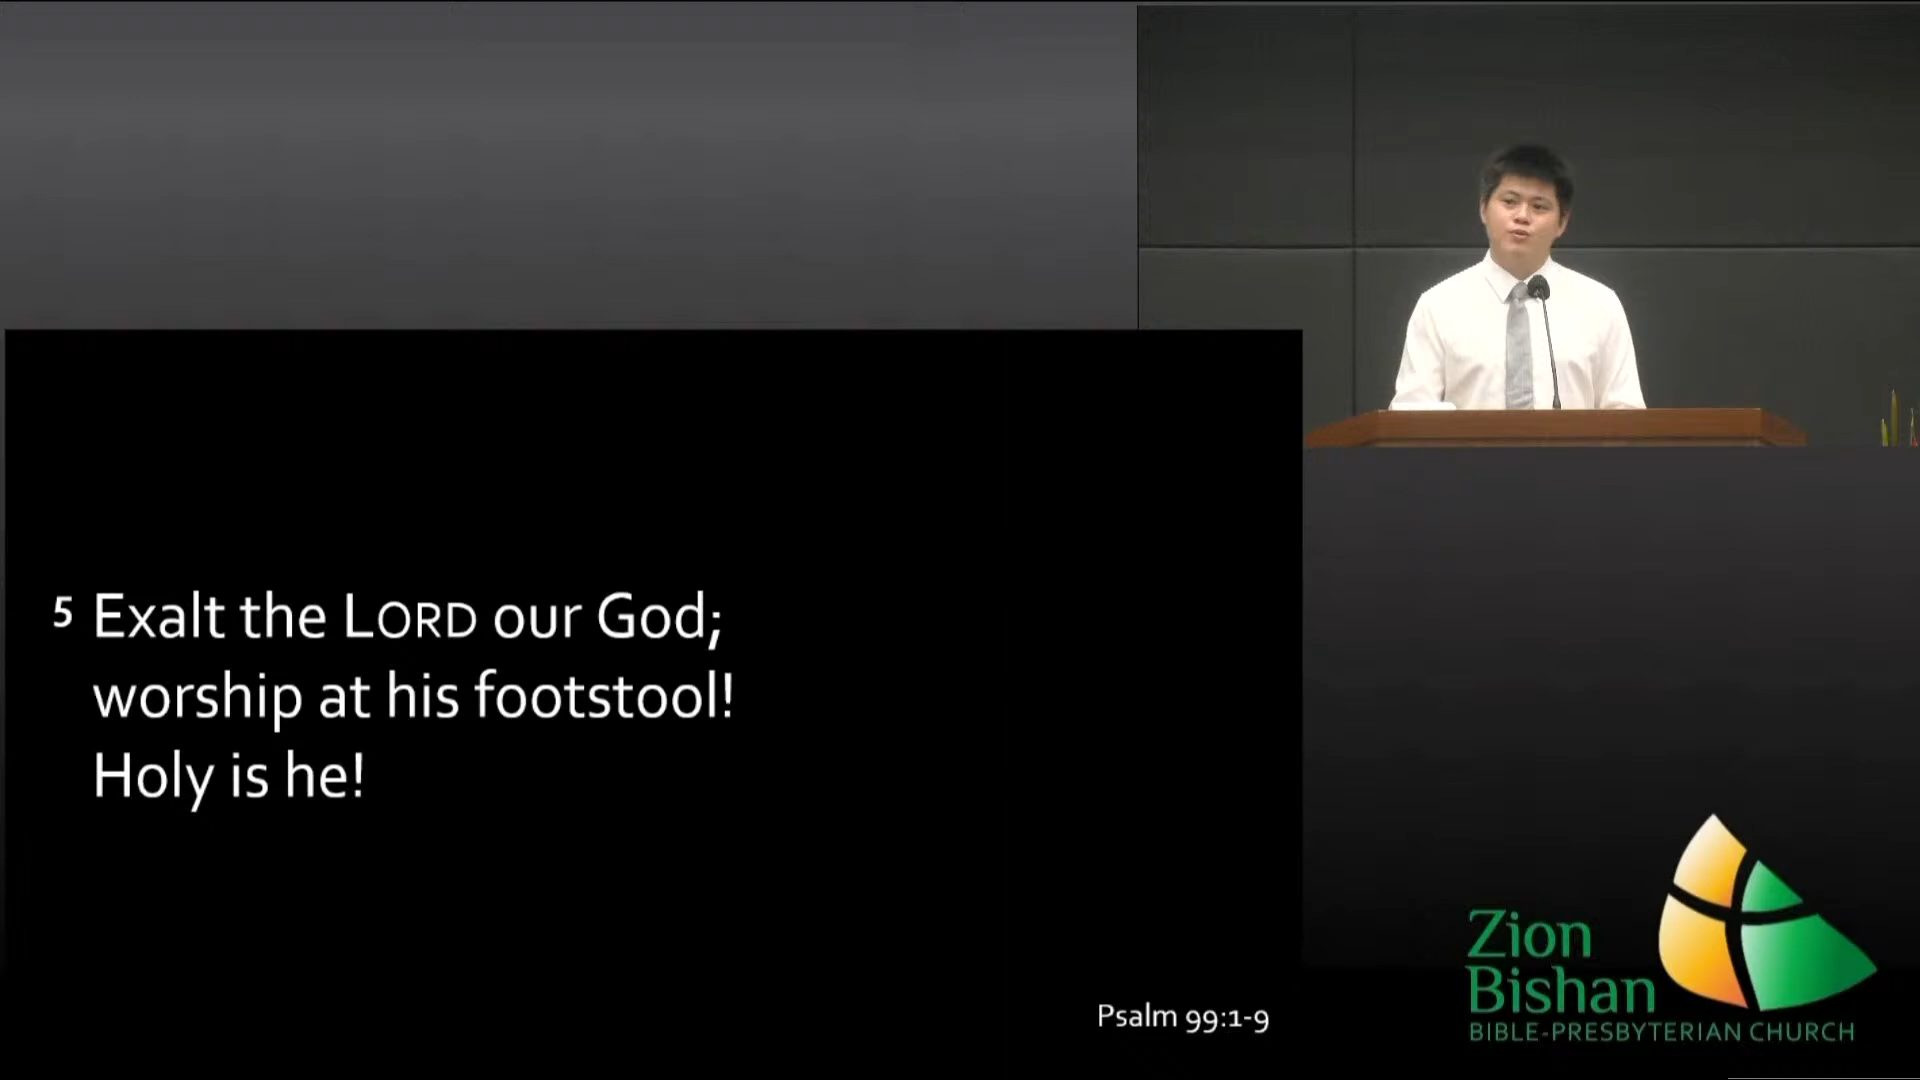 5 Exalt the LORD our God;
worship at his footstool!
Holy is he!
Psalm 99:1-9
Zion
Bishan
BIBLE-PRESBYTERIAN CHURCH